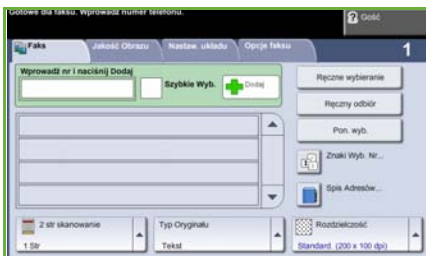 Gotowe dla faksu. Wprowadź numer telefonu.
Gość
Faks
Jakość Obrazu
Nastaw. układu
Opcje faksu
1
Wprowadź nr i naciśnij Dodaj
Szybkie Wyb.
Dodaj
Ręczne wybieranie
Ręczny odbiór
Pon. wyb.
Znaki Wyb. Nr...
Spis Adresów...
2 str skanowanie
1 Str
Typ Oryginału
Tekst
Rozdzielczość
Standard. (200 x 100 dpi)